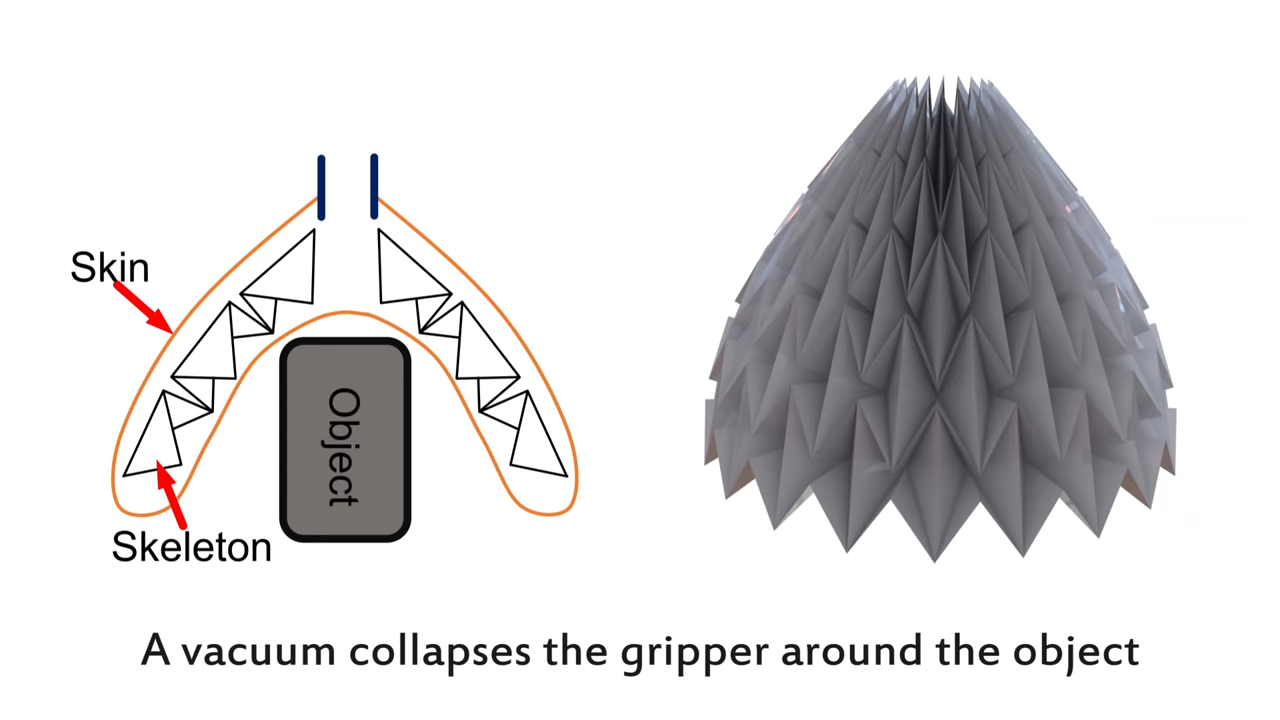 Skin
Object
Skeleton
A vacuum collapses the gripper around the object